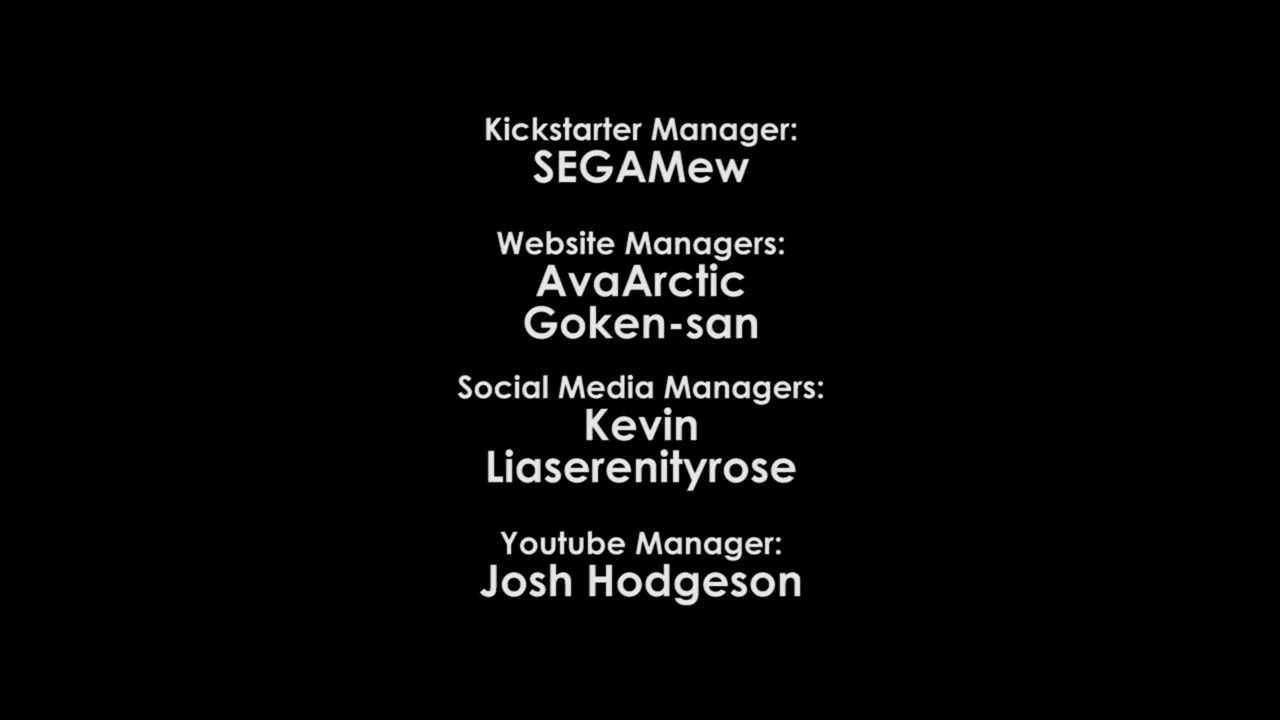 Kickstarter Manager:
SEGAMew
Website Managers:
AvaArctic
Goken-san
Social Media Managers:
Kevin
Liaserenityrose
Youtube Manager:
Josh Hodgeson